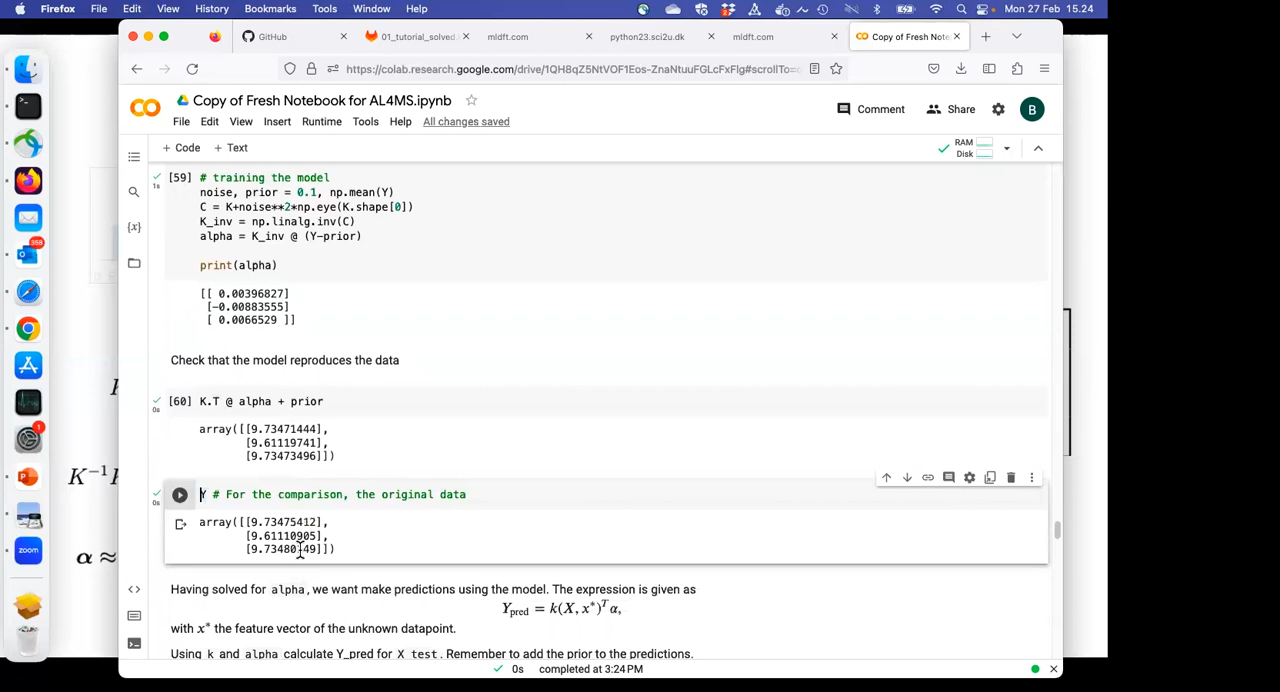 Firefox File Edit View History Bookmarks Tools Window Help Mon 27 Feb 15.24
GitHub 01_tutorial_solved. mldft.com python23.sci2u.dk mldft.com Copy of Fresh Note
https://colab.research.google.com/drive/1QH8qZ5NtVOF1Eos-ZnaNtuuFGLcFxFlg#scrollTo=
Copy of Fresh Notebook for AL4MS.ipynb
Comment Share B
File Edit View Insert Runtime Tools Help All changes saved
+ Code + Text
RAM
Disk
[59] # training the model
1s
noise, prior = 0.1, np.mean(Y)
C = K+noise**2*np.eye(K.shape[0])
K_inv = np.linalg.inv(C)
alpha = K_inv @ (Y-prior)
print(alpha)
[[ 0.00396827]
[-0.00883555]
[ 0.0066529 ]]
Check that the model reproduces the data
[60] K.T @ alpha + prior
0s
array([[9.73471444],
[9.61119741],
[9.73473496]])
Y # For the comparison, the original data
0s
array([[9.73475412],
[9.61110905],
[9.73480149]])
Having solved for alpha, we want make predictions using the model. The expression is given as
Y_pred = k(X, x*)^T α,
with x* the feature vector of the unknown datapoint.
Using k and alpha calculate Y_pred for X_test. Remember to add the prior to the predictions.
0s completed at 3:24 PM
358
1
zoom
K⁻¹
α ≈